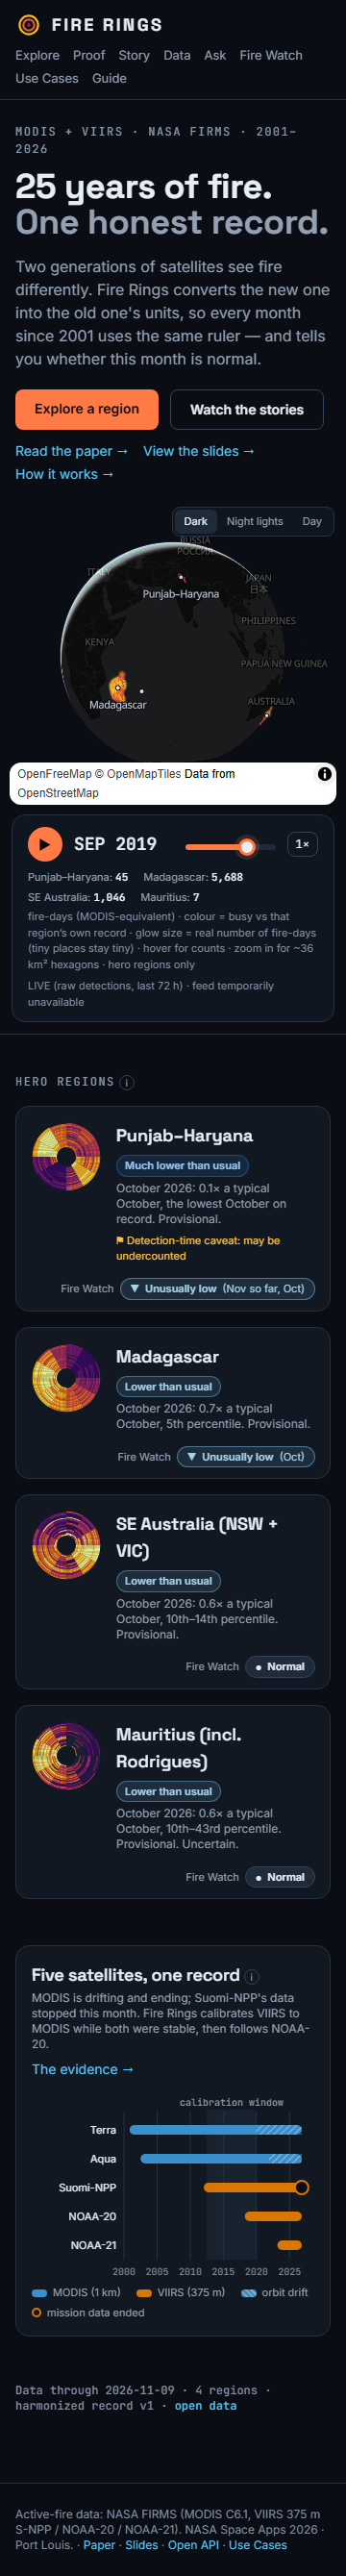 FIRE RINGS
Explore Proof Story Data Ask Fire Watch
Use Cases Guide
MODIS + VIIRS · NASA FIRMS · 2001–
2026
25 years of fire.
One honest record.
Two generations of satellites see fire
differently. Fire Rings converts the new one
into the old one's units, so every month
since 2001 uses the same ruler — and tells
you whether this month is normal.
Explore a region Watch the stories
Read the paper → View the slides →
How it works →
Dark Night lights Day
RUSSIA
РОССИЯ
ITALY
JAPAN
日本
Punjab–Haryana
PHILIPPINES
KENYA
PAPUA NEW GUINEA
Madagascar
AUSTRALIA
OpenFreeMap © OpenMapTiles Data from
OpenStreetMap
SEP 2019 1×
Punjab–Haryana: 45 Madagascar: 5,688
SE Australia: 1,046 Mauritius: 7
fire-days (MODIS-equivalent) · colour = busy vs that
region's own record · glow size = real number of fire-days
(tiny places stay tiny) · hover for counts · zoom in for ~36
km² hexagons · hero regions only
LIVE (raw detections, last 72 h) · feed temporarily
unavailable
HERO REGIONS i
Punjab–Haryana
Much lower than usual
October 2026: 0.1× a typical
October, the lowest October on
record. Provisional.
⚑ Detection-time caveat: may be
undercounted
Fire Watch ▼ Unusually low (Nov so far, Oct)
Madagascar
Lower than usual
October 2026: 0.7× a typical
October, 5th percentile. Provisional.
Fire Watch ▼ Unusually low (Oct)
SE Australia (NSW +
VIC)
Lower than usual
October 2026: 0.6× a typical
October, 10th–14th percentile.
Provisional.
Fire Watch ● Normal
Mauritius (incl.
Rodrigues)
Lower than usual
October 2026: 0.6× a typical
October, 10th–43rd percentile.
Provisional. Uncertain.
Fire Watch ● Normal
Five satellites, one record i
MODIS is drifting and ending; Suomi-NPP's data
stopped this month. Fire Rings calibrates VIIRS to
MODIS while both were stable, then follows NOAA-
20.
The evidence →
calibration window
Terra
Aqua
Suomi-NPP
NOAA-20
NOAA-21
2000 2005 2010 2015 2020 2025
MODIS (1 km) VIIRS (375 m) orbit drift
mission data ended
Data through 2026-11-09 · 4 regions ·
harmonized record v1 · open data
Active-fire data: NASA FIRMS (MODIS C6.1, VIIRS 375 m
S-NPP / NOAA-20 / NOAA-21). NASA Space Apps 2026 ·
Port Louis. · Paper · Slides · Open API · Use Cases